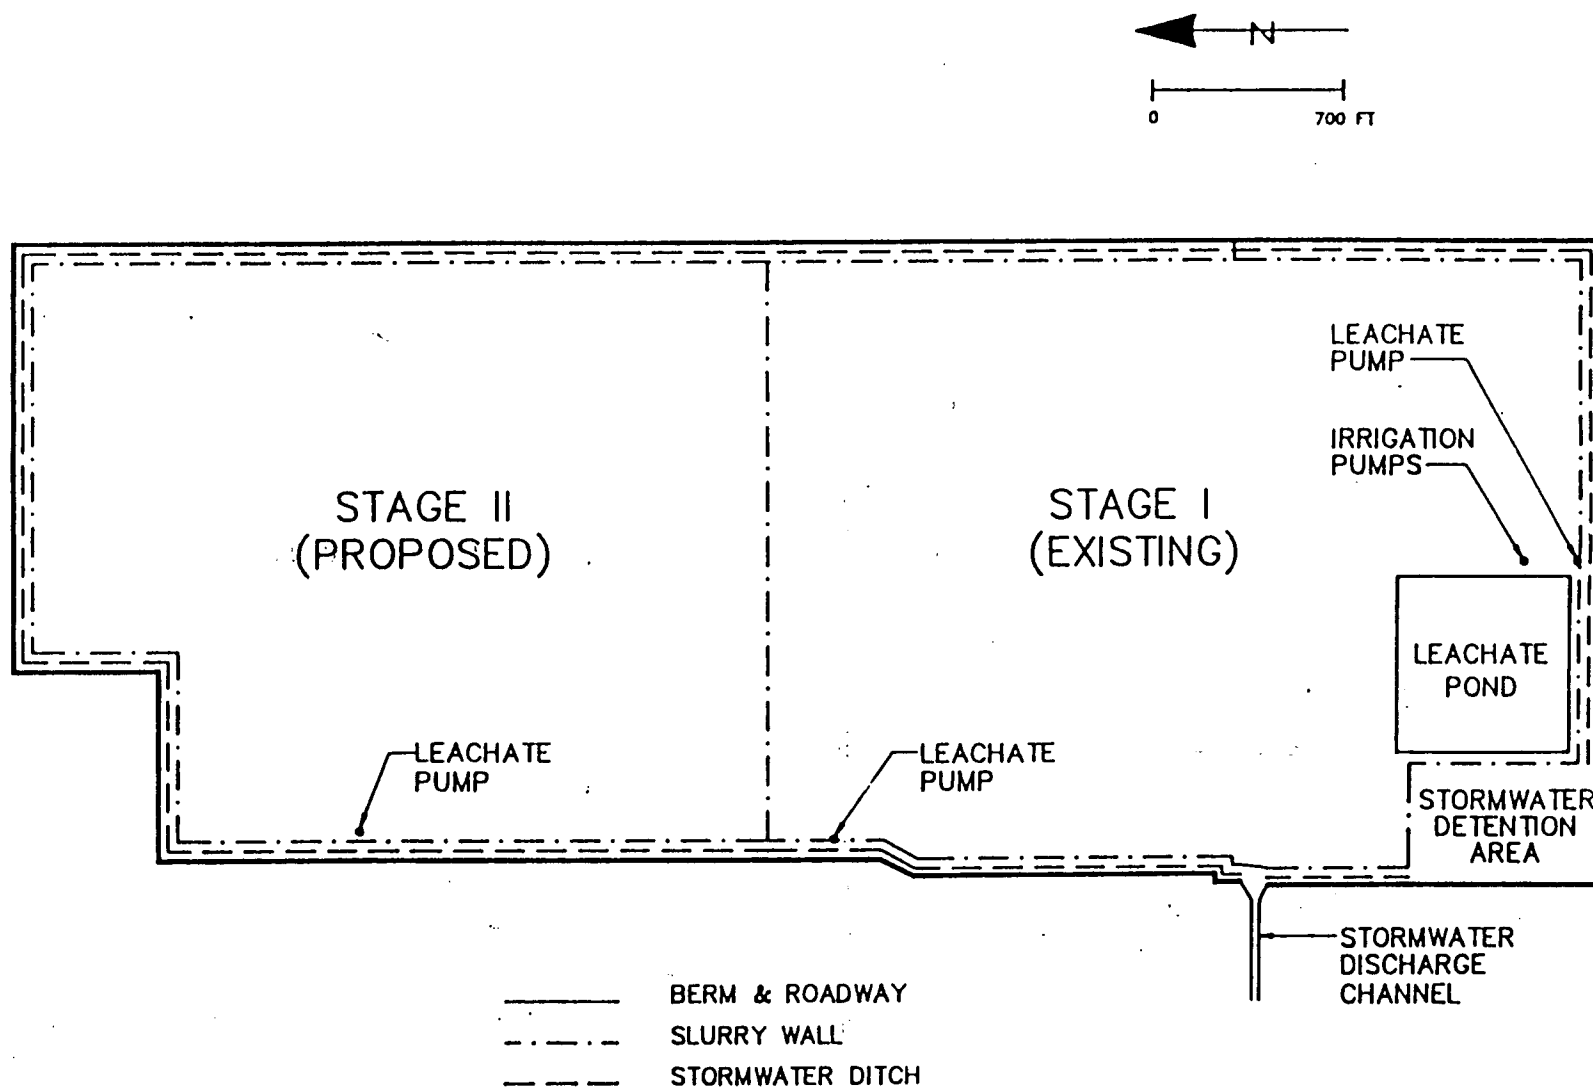 N
0 700 FT
LEACHATE
PUMP
IRRIGATION
PUMPS
STAGE II
(PROPOSED)
STAGE I
(EXISTING)
LEACHATE
POND
LEACHATE
PUMP
LEACHATE
PUMP
STORMWATER
DETENTION
AREA
STORMWATER
DISCHARGE
CHANNEL
BERM & ROADWAY
SLURRY WALL
STORMWATER DITCH